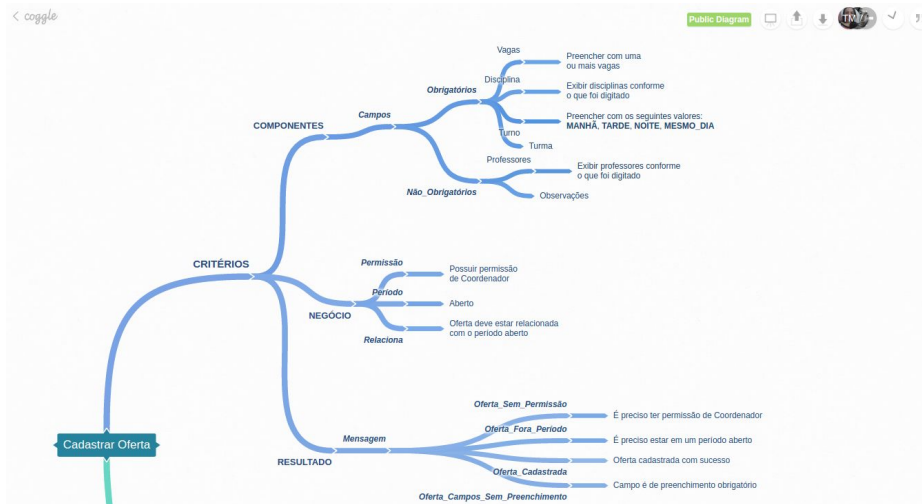 coggle
Public Diagram
TM
Vagas
Preencher com uma
ou mais vagas
Disciplina
Exibir disciplinas conforme
o que foi digitado
Obrigatórios
Preencher com os seguintes valores:
MANHÃ, TARDE, NOITE, MESMO_DIA
Campos
COMPONENTES
Turno
Turma
Professores
Exibir professores conforme
o que foi digitado
Não_Obrigatórios
Observações
CRITÉRIOS
Permissão
Possuir permissão
de Coordenador
Período
Aberto
NEGÓCIO
Oferta deve estar relacionada
com o período aberto
Relaciona
Oferta_Sem_Permissão
É preciso ter permissão de Coordenador
Oferta_Fora_Período
É preciso estar em um período aberto
Mensagem
Cadastrar Oferta
RESULTADO
Oferta cadastrada com sucesso
Oferta_Cadastrada
Campo é de preenchimento obrigatório
Oferta_Campos_Sem_Preenchimento